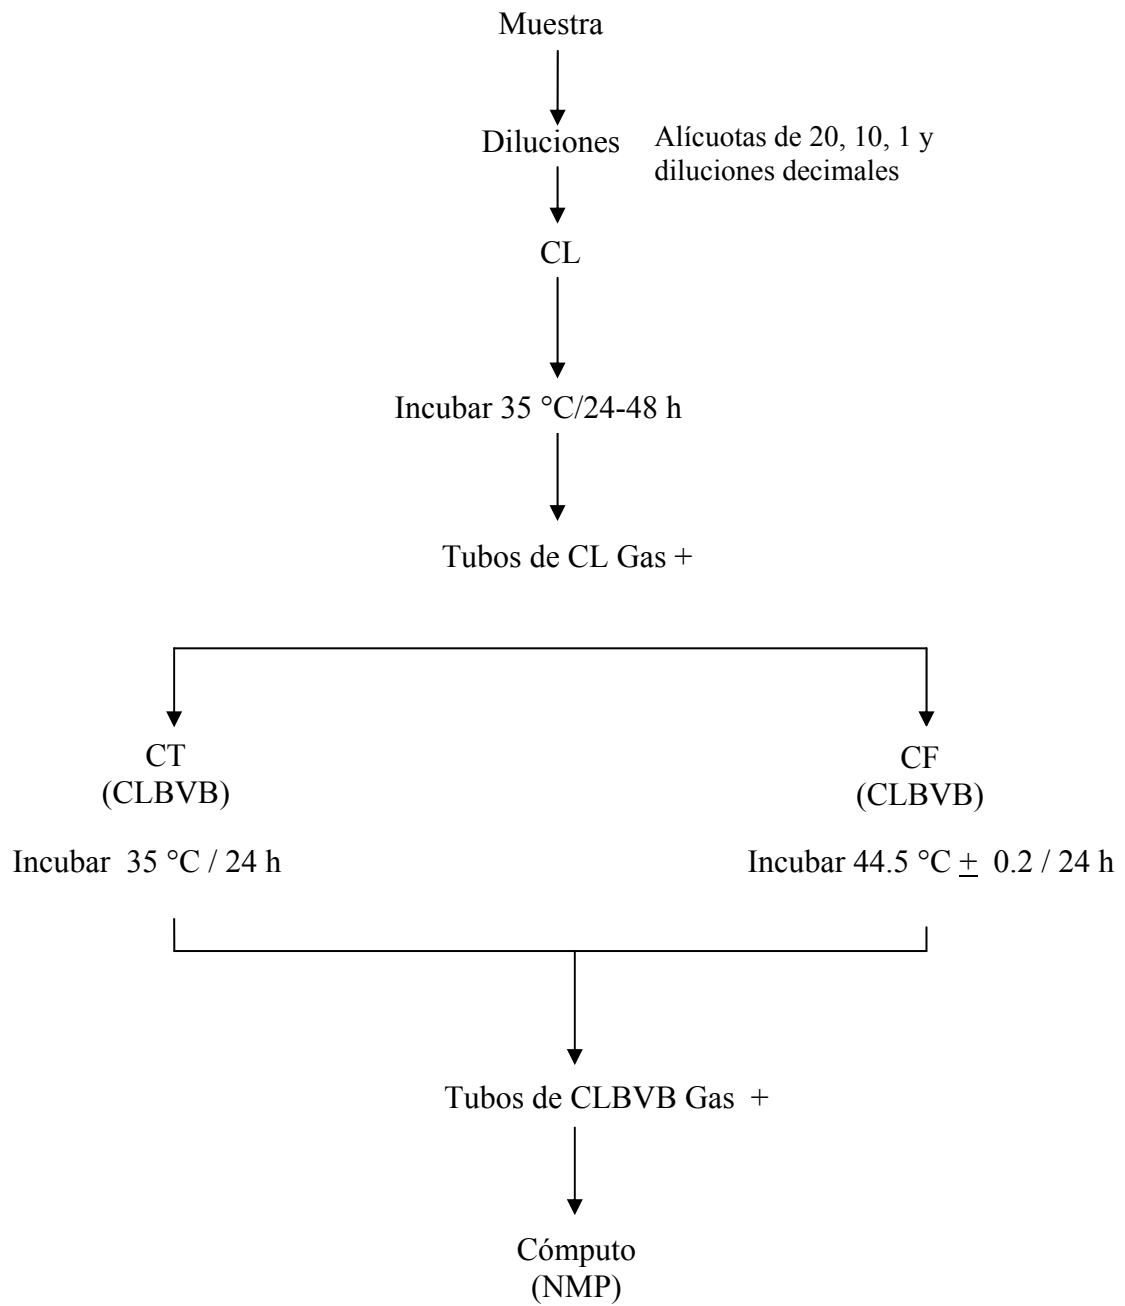 Muestra
Diluciones
Alícuotas de 20, 10, 1 y
diluciones decimales
CL
Incubar 35 °C/24-48 h
Tubos de CL Gas +
CT
(CLBVB)
Incubar 35 °C / 24 h
CF
(CLBVB)
Incubar 44.5 °C ± 0.2 / 24 h
Tubos de CLBVB Gas +
Cómputo
(NMP)